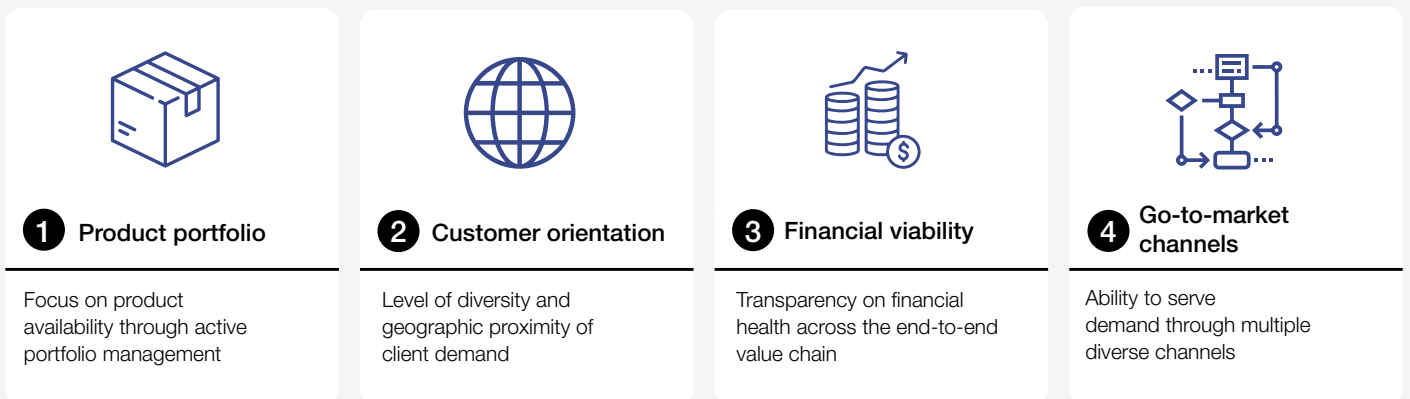 1 Product portfolio
Focus on product
availability through active
portfolio management
2 Customer orientation
Level of diversity and
geographic proximity of
client demand
$
3 Financial viability
Transparency on financial
health across the end-to-end
value chain
4 Go-to-market
channels
Ability to serve
demand through multiple
diverse channels